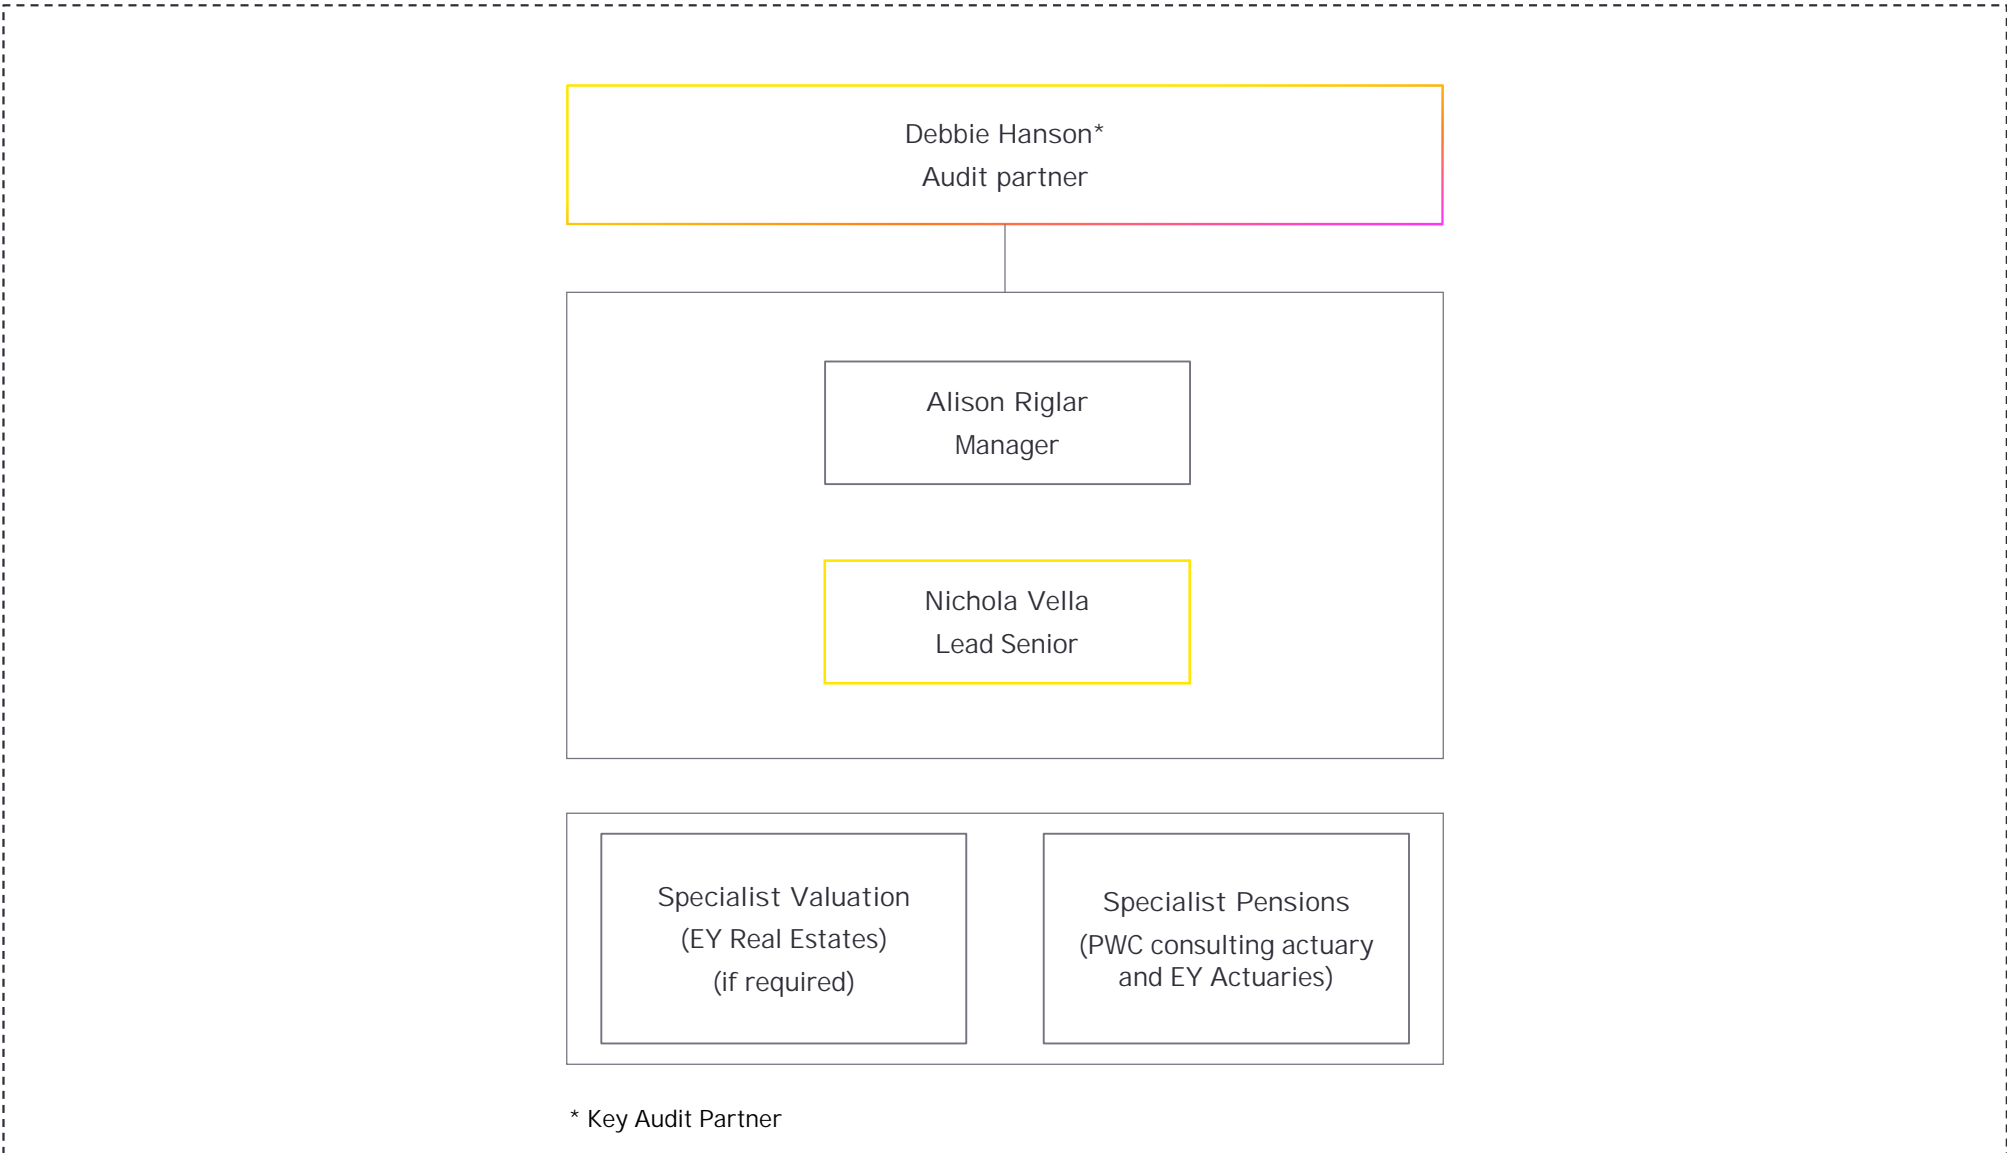 Debbie Hanson*
Audit partner
Alison Riglar
Manager
Nichola Vella
Lead Senior
Specialist Valuation
(EY Real Estates)
(if required)
Specialist Pensions
(PWC consulting actuary
and EY Actuaries)
* Key Audit Partner